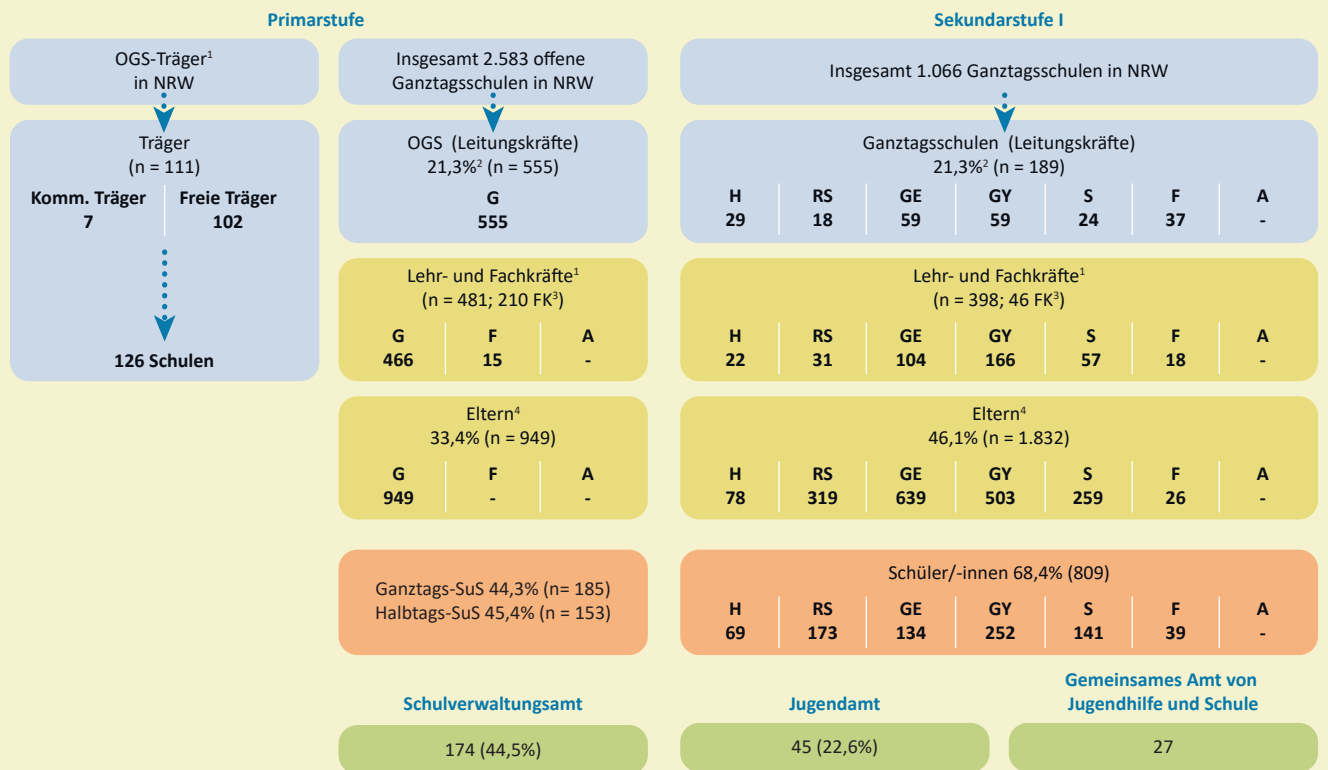 Primarstufe
Sekundarstufe I
OGS-Träger¹
in NRW
Insgesamt 2.583 offene
Ganztagsschulen in NRW
Insgesamt 1.066 Ganztagsschulen in NRW
Träger
(n = 111)
Komm. Träger Freie Träger
7 102
126 Schulen
OGS (Leitungskräfte)
21,3%² (n = 555)
G
555
Ganztagsschulen (Leitungskräfte)
21,3%² (n = 189)
H RS GE GY S F A
29 18 59 59 24 37 -
Lehr- und Fachkräfte¹
(n = 481; 210 FK³)
G F A
466 15 -
Lehr- und Fachkräfte¹
(n = 398; 46 FK³)
H RS GE GY S F A
22 31 104 166 57 18 -
Eltern⁴
33,4% (n = 949)
G F A
949 - -
Eltern⁴
46,1% (n = 1.832)
H RS GE GY S F A
78 319 639 503 259 26 -
Ganztags-SuS 44,3% (n= 185)
Halbtags-SuS 45,4% (n = 153)
Schüler/-innen 68,4% (809)
H RS GE GY S F A
69 173 134 252 141 39 -
Schulverwaltungsamt
174 (44,5%)
Jugendamt
45 (22,6%)
Gemeinsames Amt von
Jugendhilfe und Schule
27